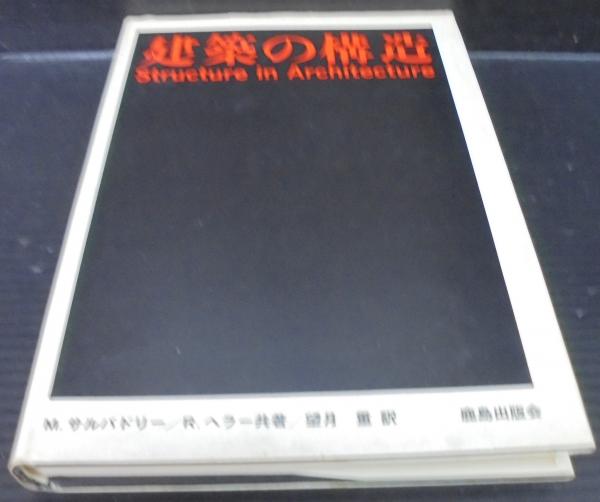 建築の構造
Structure in Architecture
M. サルバドリー/R. ヘラー共著/望月 重 訳 鹿島出版会